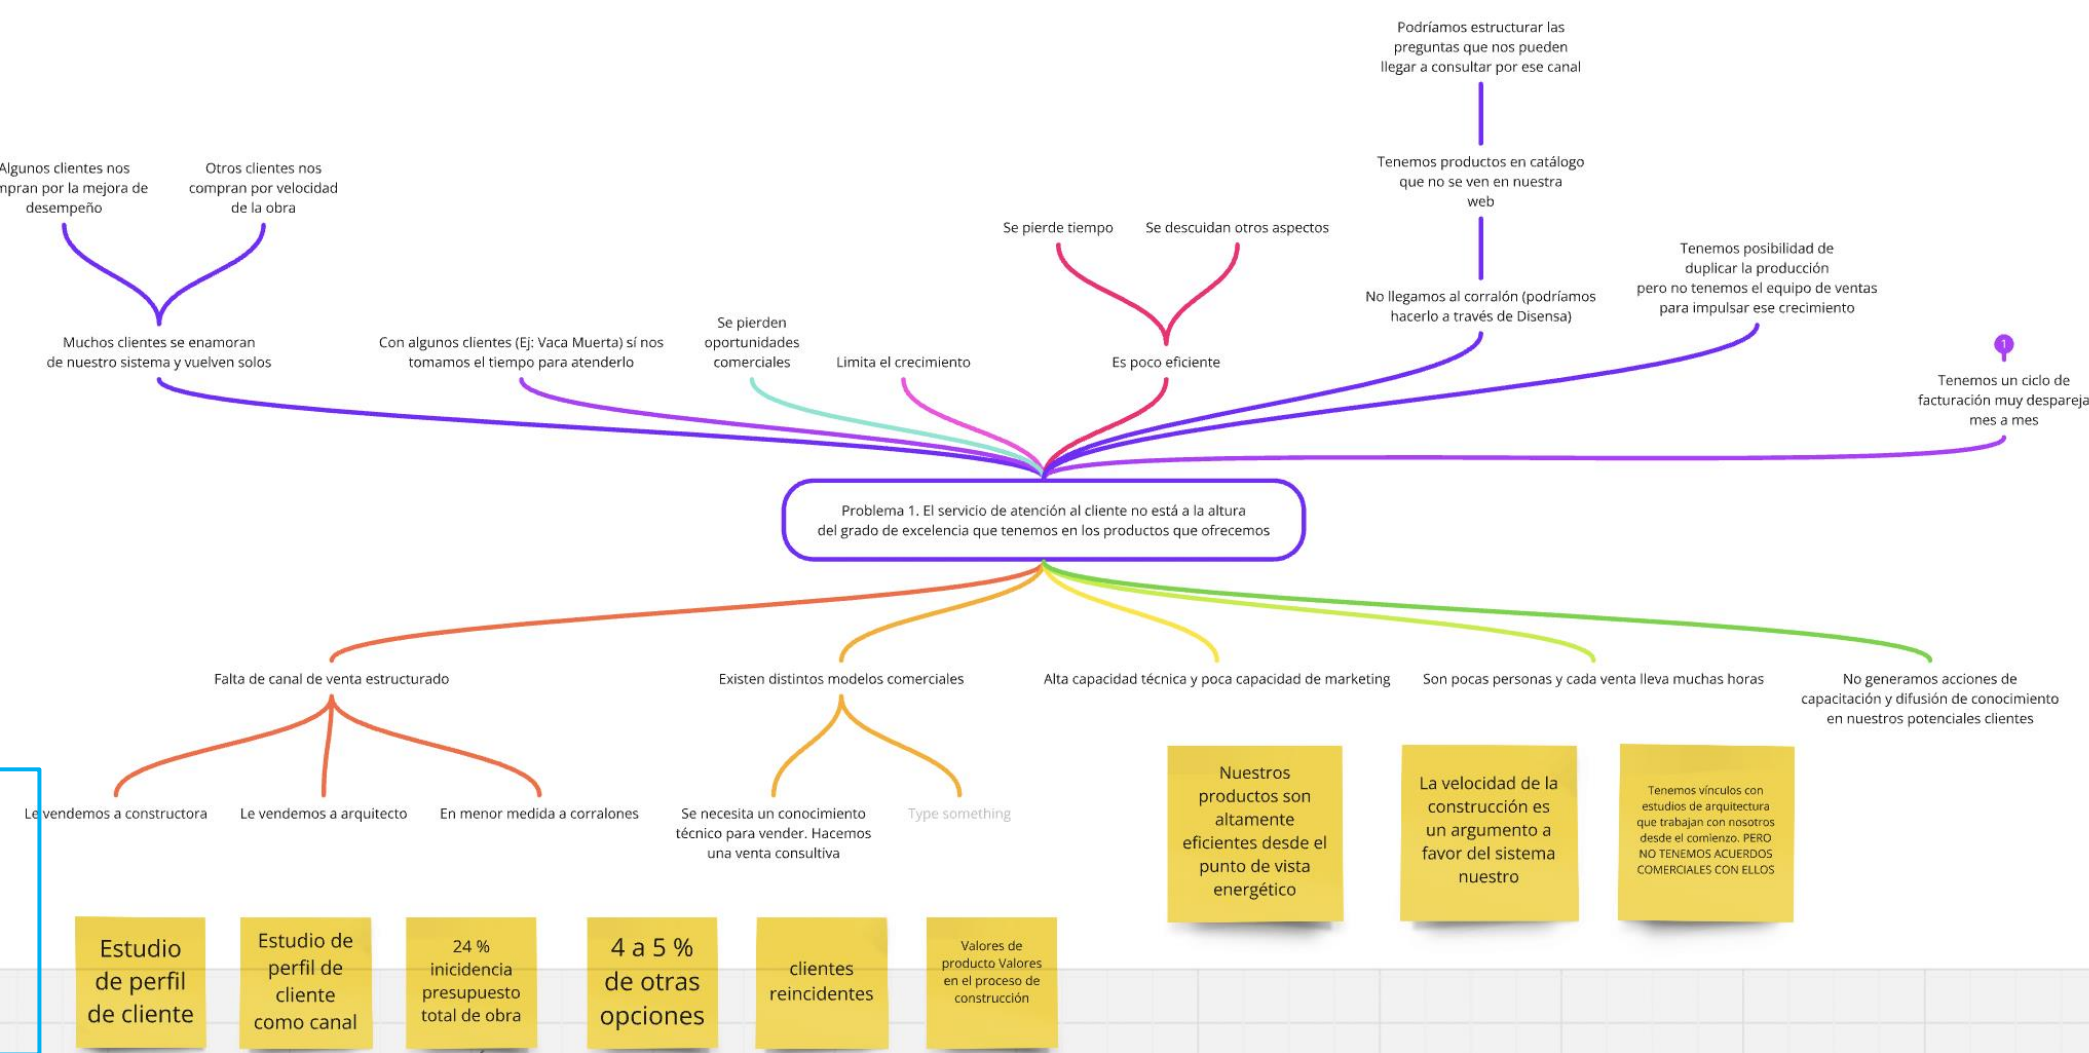 Podríamos estructurar las
preguntas que nos pueden
llegar a consultar por ese canal
Algunos clientes nos
mpran por la mejora de
desempeño
Otros clientes nos
compran por velocidad
de la obra
Tenemos productos en catálogo
que no se ven en nuestra
web
Se pierde tiempo
Se descuidan otros aspectos
Tenemos posibilidad de
duplicar la producción
pero no tenemos el equipo de ventas
para impulsar ese crecimiento
No llegamos al corralón (podríamos
hacerlo a través de Disensa)
Muchos clientes se enamoran
de nuestro sistema y vuelven solos
Con algunos clientes (Ej: Vaca Muerta) sí nos
tomamos el tiempo para atenderlo
Se pierden
oportunidades
comerciales
Limita el crecimiento
Es poco eficiente
1
Tenemos un ciclo de
facturación muy despareja
mes a mes
Problema 1. El servicio de atención al cliente no está a la altura
del grado de excelencia que tenemos en los productos que ofrecemos
Falta de canal de venta estructurado
Existen distintos modelos comerciales
Alta capacidad técnica y poca capacidad de marketing
Son pocas personas y cada venta lleva muchas horas
No generamos acciones de
capacitación y difusión de conocimiento
en nuestros potenciales clientes
Le vendemos a constructora
Le vendemos a arquitecto
En menor medida a corralones
Se necesita un conocimiento
técnico para vender. Hacemos
una venta consultiva
Type something
Nuestros
productos son
altamente
eficientes desde el
punto de vista
energético
La velocidad de la
construcción es
un argumento a
favor del sistema
nuestro
Tenemos vínculos con
estudios de arquitectura
que trabajan con nosotros
desde el comienzo. PERO
NO TENEMOS ACUERDOS
COMERCIALES CON ELLOS
Estudio
de perfil
de cliente
Estudio de
perfil de
cliente
como canal
24 %
inicidencia
presupuesto
total de obra
4 a 5 %
de otras
opciones
clientes
reincidentes
Valores de
producto Valores
en el proceso de
construcción